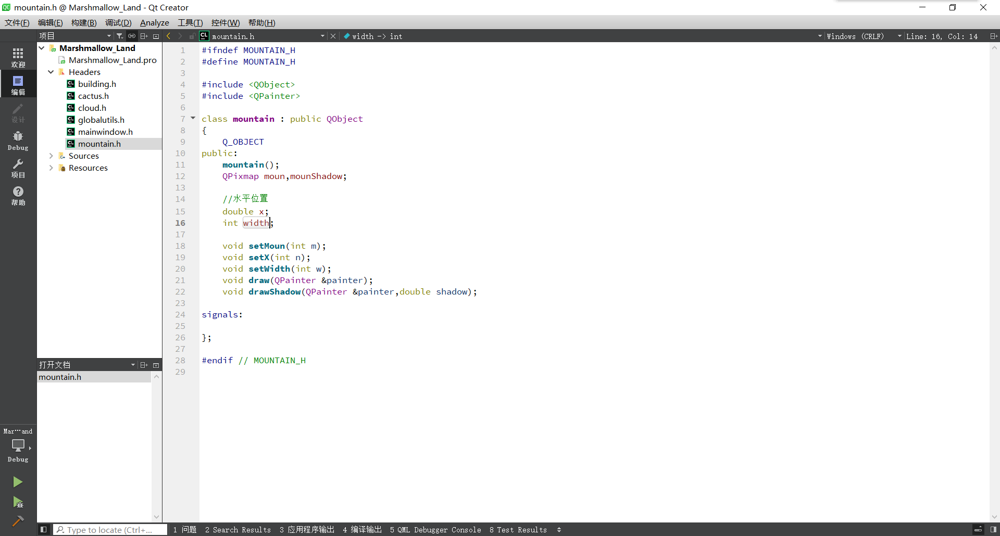 mountain.h @ Marshmallow_Land - Qt Creator
文件(F) 编辑(E) 构建(B) 调试(D) Analyze 工具(T) 控件(W) 帮助(H)
项目
mountain.h
width -> int
Windows (CRLF)
Line: 16, Col: 14
欢迎
编辑
设计
Debug
项目
帮助
Mar···and
Debug
Marshmallow_Land
Marshmallow_Land.pro
Headers
building.h
cactus.h
cloud.h
globalutils.h
mainwindow.h
mountain.h
Sources
Resources
打开文档
mountain.h
1 #ifndef MOUNTAIN_H
2 #define MOUNTAIN_H
3
4 #include <QObject>
5 #include <QPainter>
6
7 class mountain : public QObject
8 {
9     Q_OBJECT
10 public:
11     mountain();
12     QPixmap moun,mounShadow;
13
14     //水平位置
15     double x;
16     int width;
17
18     void setMoun(int m);
19     void setX(int n);
20     void setWidth(int w);
21     void draw(QPainter &painter);
22     void drawShadow(QPainter &painter,double shadow);
23
24 signals:
25
26 };
27
28 #endif // MOUNTAIN_H
29
Type to locate (Ctrl+...
1 问题 2 Search Results 3 应用程序输出 4 编译输出 5 QML Debugger Console 8 Test Results